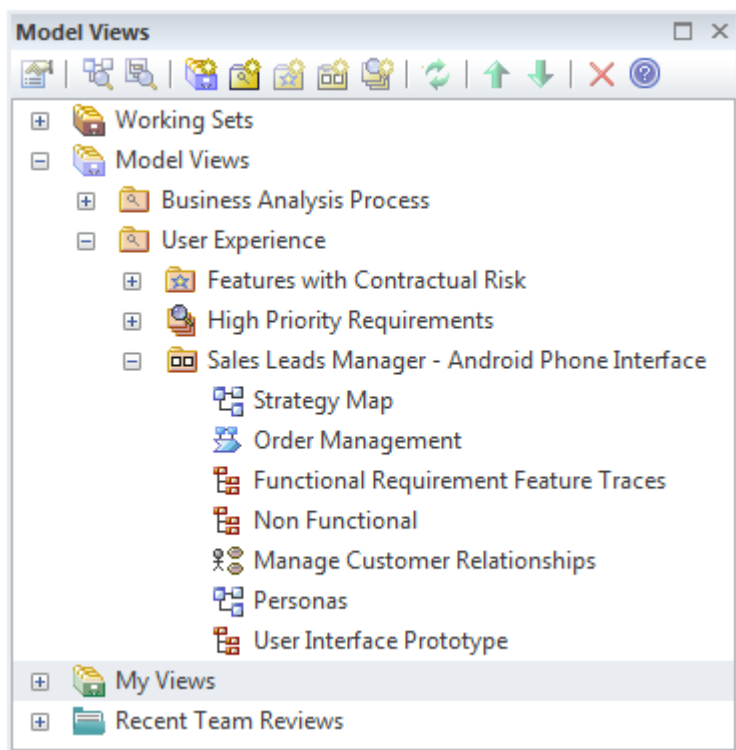 Model Views
Working Sets
Model Views
Business Analysis Process
User Experience
Features with Contractual Risk
High Priority Requirements
Sales Leads Manager - Android Phone Interface
Strategy Map
Order Management
Functional Requirement Feature Traces
Non Functional
Manage Customer Relationships
Personas
User Interface Prototype
My Views
Recent Team Reviews